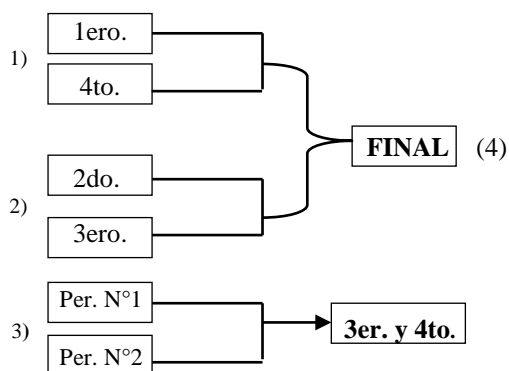 1)
1ero.
4to.
FINAL (4)
2)
2do.
3ero.
3)
Per. N°1
Per. N°2
3er. y 4to.